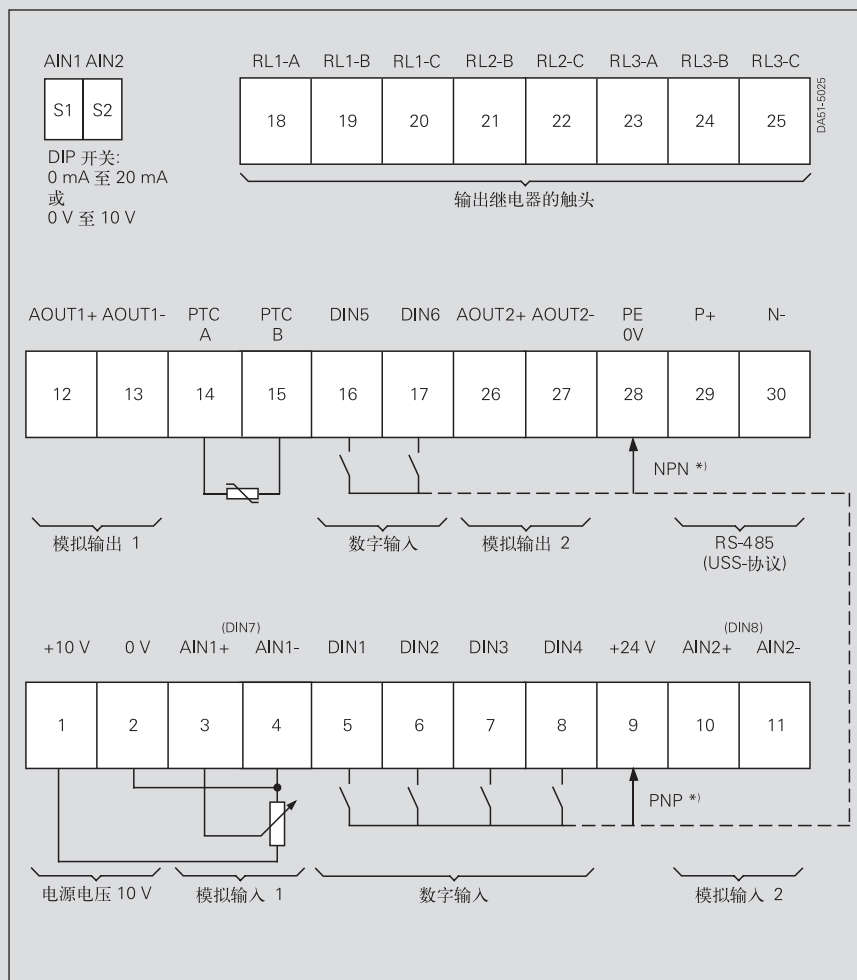 AIN1 AIN2
S1 S2
DIP 开关:
0 mA 至 20 mA
或
0 V 至 10 V
RL1-A RL1-B RL1-C RL2-B RL2-C RL3-A RL3-B RL3-C
18 19 20 21 22 23 24 25
DA51-5025
输出继电器的触头
AOUT1+ AOUT1- PTC A PTC B DIN5 DIN6 AOUT2+ AOUT2- PE 0V P+ N-
12 13 14 15 16 17 26 27 28 29 30
NPN *)
模拟输出 1 数字输入 模拟输出 2 RS-485
(USS-协议)
(DIN7) (DIN8)
+10 V 0 V AIN1+ AIN1- DIN1 DIN2 DIN3 DIN4 +24 V AIN2+ AIN2-
1 2 3 4 5 6 7 8 9 10 11
PNP *)
电源电压 10 V 模拟输入 1 数字输入 模拟输入 2